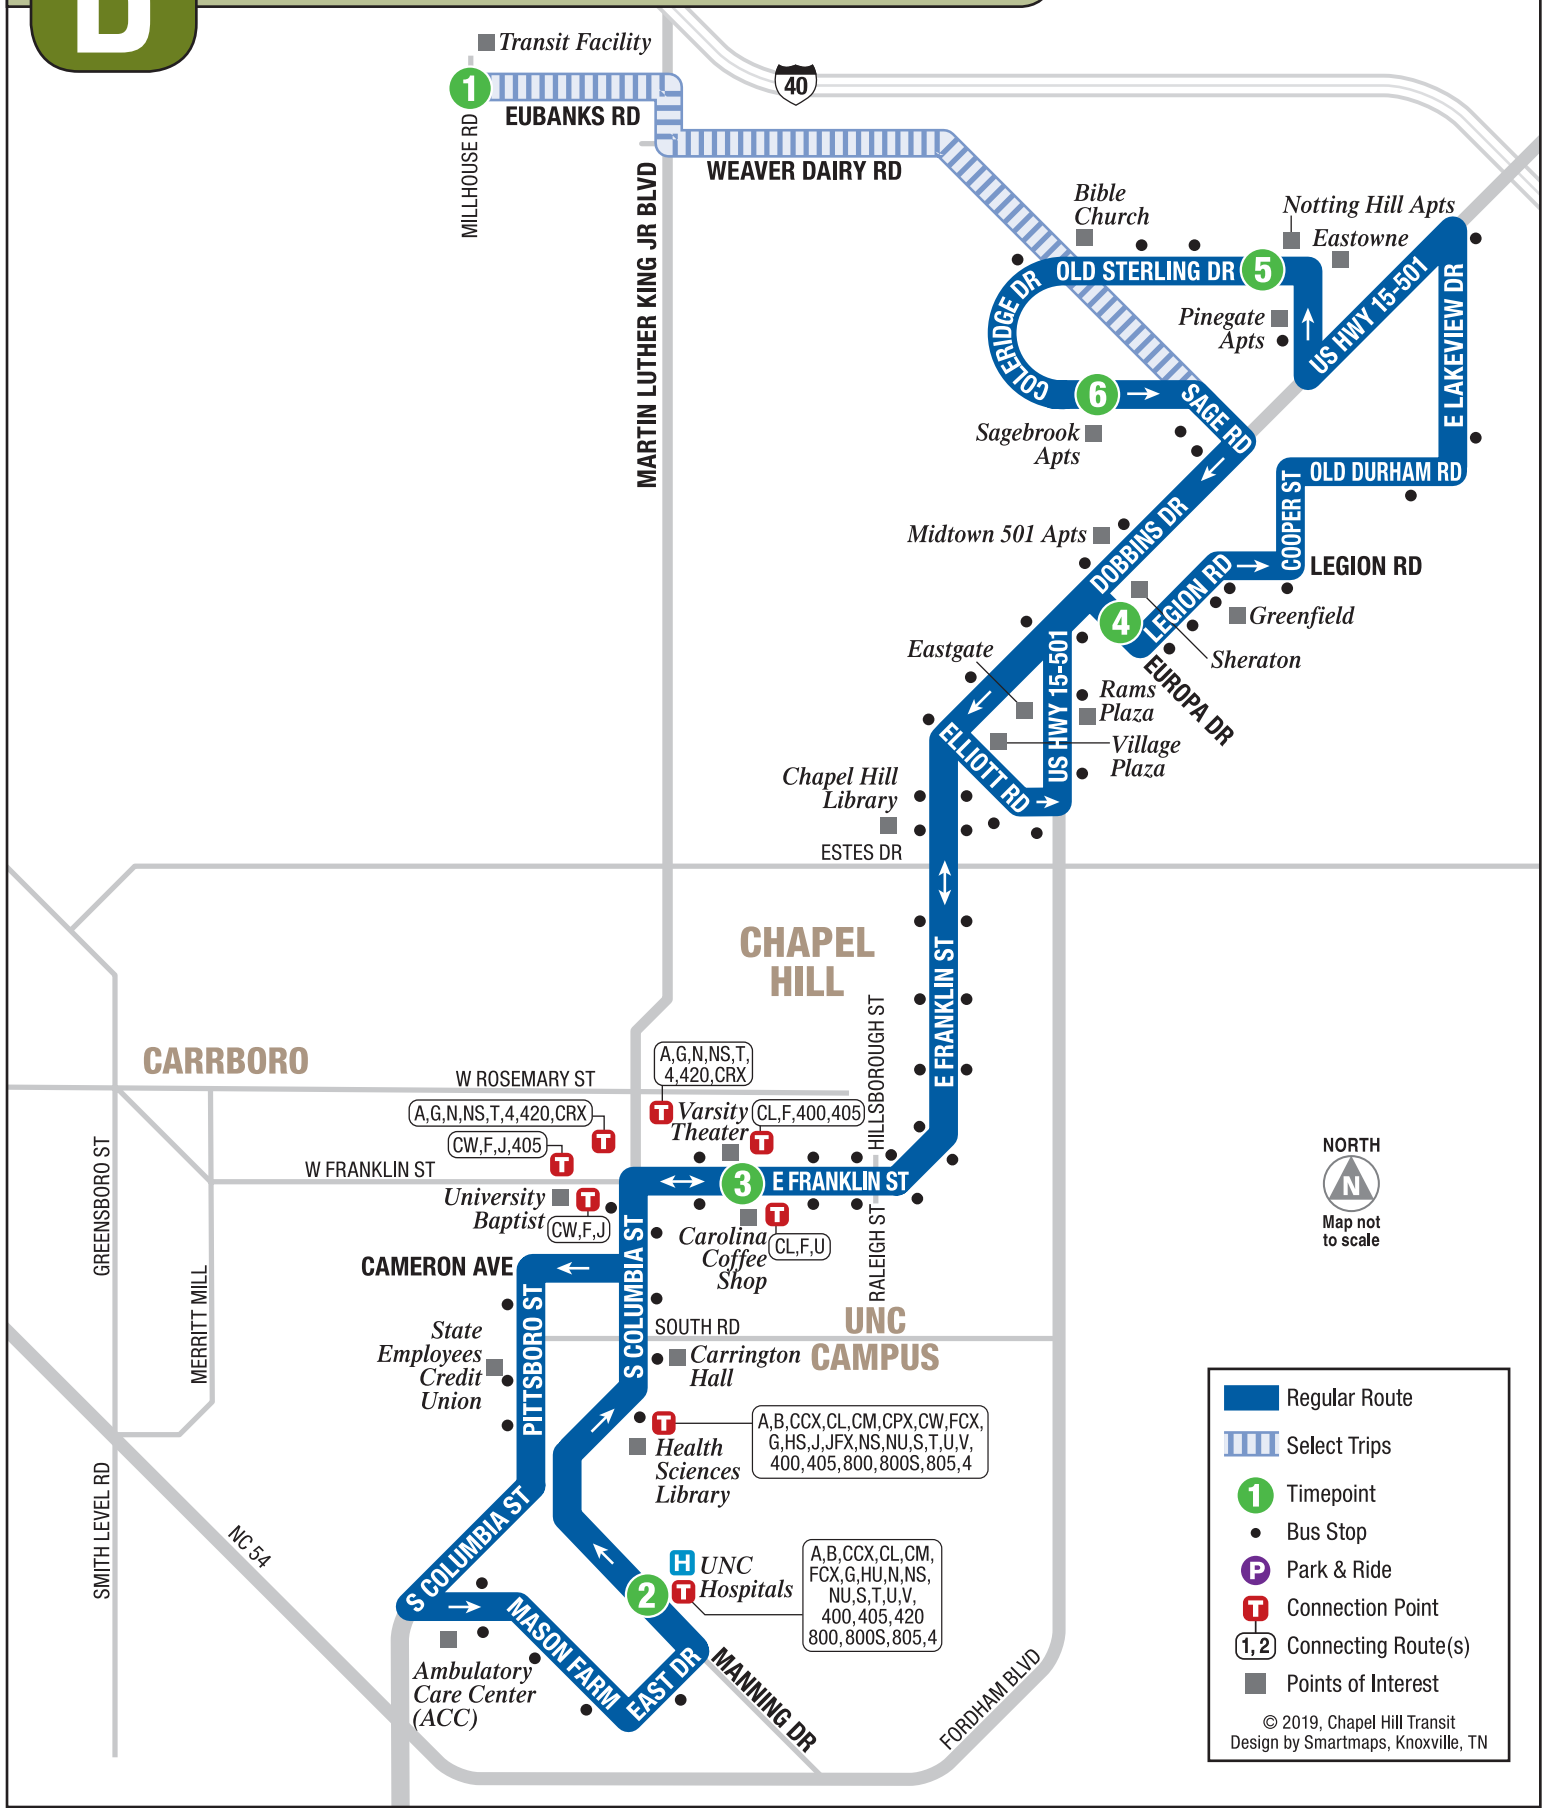 D
Transit Facility
1
40
EUBANKS RD
MILLHOUSE RD
WEAVER DAIRY RD
MARTIN LUTHER KING JR BLVD
Bible
Church
Notting Hill Apts
Eastowne
OLD STERLING DR
5
COLERIDGE DR
Pinegate
Apts
US HWY 15-501
E LAKEVIEW DR
6
SAGE RD
Sagebrook
Apts
OLD DURHAM RD
COOPER ST
Midtown 501 Apts
DOBBINS DR
LEGION RD
LEGION RD
4
Greenfield
Sheraton
EUROPA DR
Eastgate
US HWY 15-501
Rams
Plaza
Village
Plaza
ELLIOTT RD
Chapel Hill
Library
ESTES DR
CHAPEL
HILL
E FRANKLIN ST
HILLSBOROUGH ST
CARRBORO
W ROSEMARY ST
A,G,N,NS,T,
4,420,CRX
T
Varsity
Theater
CL,F,400,405
T
A,G,N,NS,T,4,420,CRX
T
CW,F,J,405
T
W FRANKLIN ST
3
E FRANKLIN ST
University
Baptist
T
CW,F,J
Carolina
Coffee
Shop
T
CL,F,U
RALEIGH ST
GREENSBORO ST
MERRITT MILL
CAMERON AVE
S COLUMBIA ST
PITTSBORO ST
State
Employees
Credit
Union
SOUTH RD
UNC
CAMPUS
Carrington
Hall
T
Health
Sciences
Library
A,B,CCX,CL,CM,CPX,CW,FCX,
G,HS,J,JFX,NS,NU,S,T,U,V,
400,405,800,800S,805,4
SMITH LEVEL RD
NC 54
S COLUMBIA ST
2
H
UNC
Hospitals
T
A,B,CCX,CL,CM,
FCX,G,HU,N,NS,
NU,S,T,U,V,
400,405,420
800,800S,805,4
MASON FARM
EAST DR
MANNING DR
Ambulatory
Care Center
(ACC)
FORDHAM BLVD
NORTH
N
Map not
to scale
Regular Route
Select Trips
1
Timepoint
Bus Stop
P
Park & Ride
T
Connection Point
1, 2
Connecting Route(s)
Points of Interest
© 2019, Chapel Hill Transit
Design by Smartmaps, Knoxville, TN